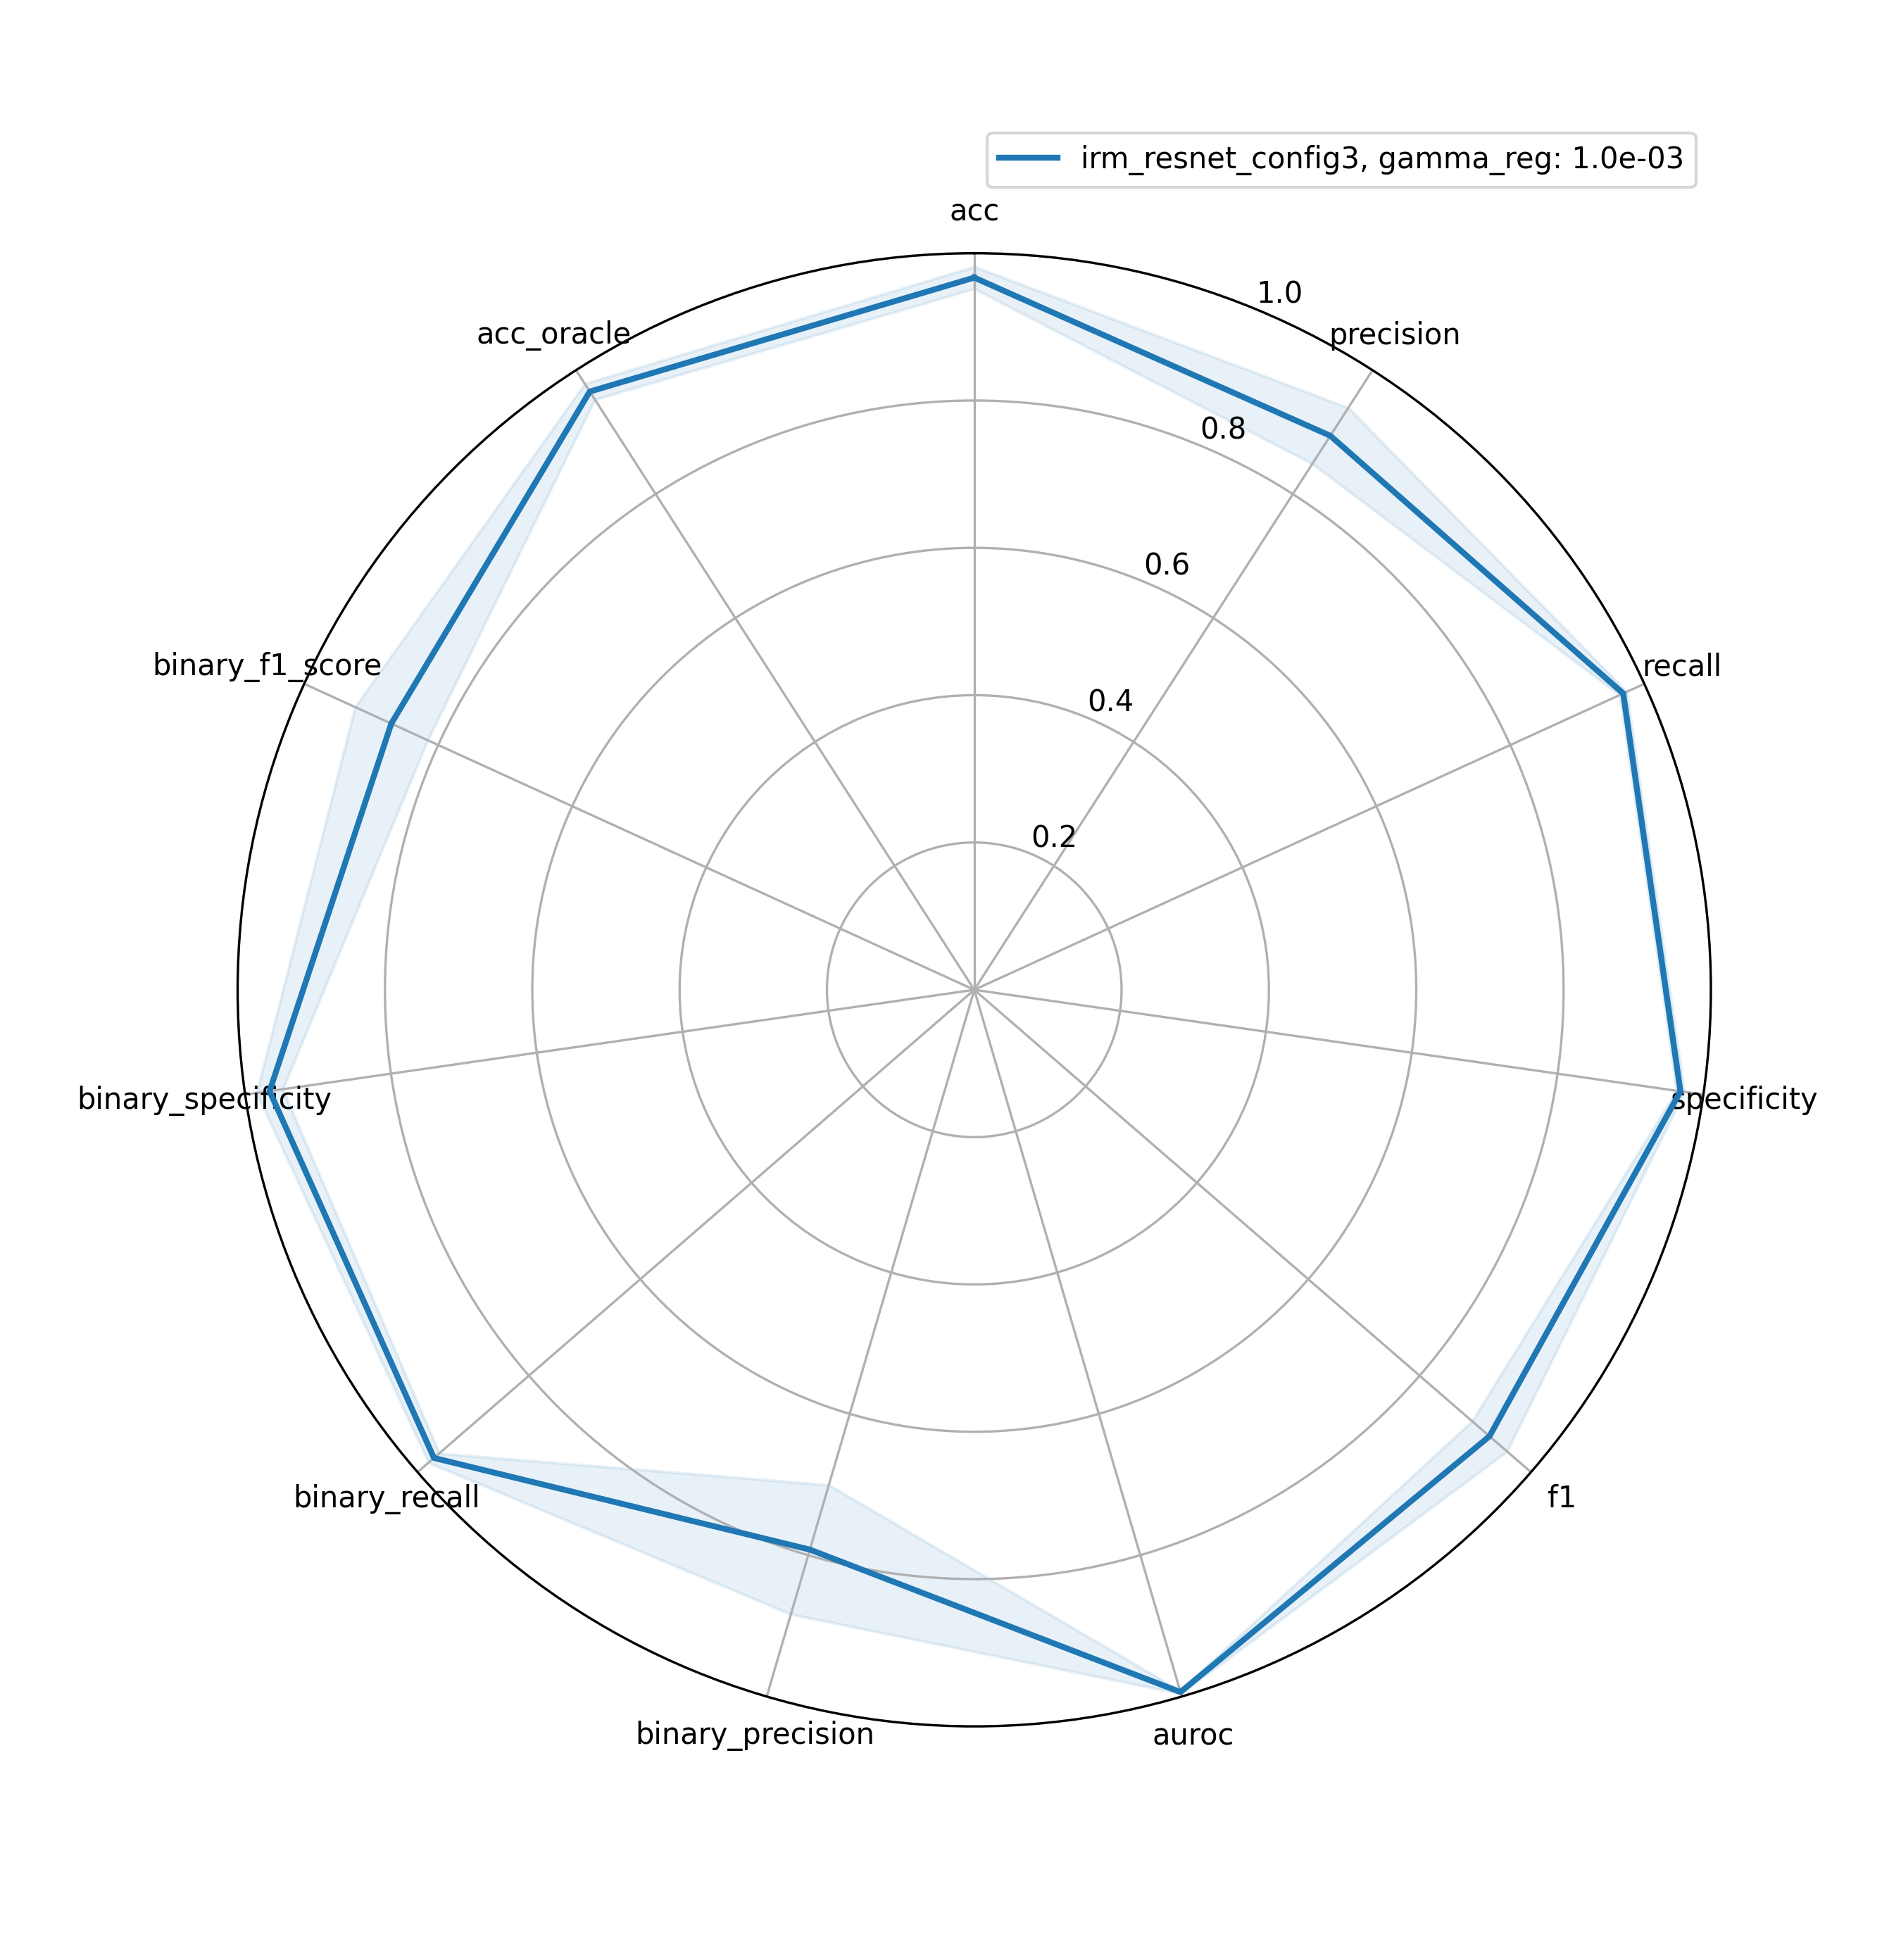 irm_resnet_config3, gamma_reg: 1.0e-03
acc
1.0
acc_oracle
precision
0.8
0.6
binary_f1_score
recall
0.4
0.2
binary_specificity
specificity
binary_recall
f1
binary_precision
auroc